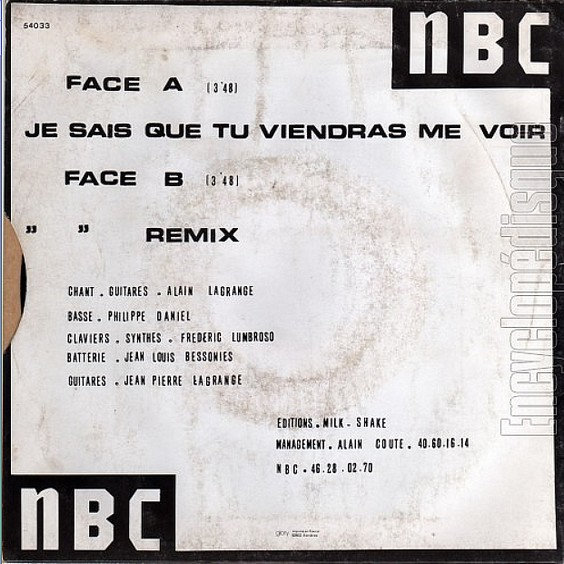 54033
NBC
FACE A (3'48)
JE SAIS QUE TU VIENDRAS ME VOIR
FACE B (3'48)
" " REMIX
CHANT . GUITARES . ALAIN LAGRANGE
BASSE . PHILIPPE DANIEL
CLAVIERS . SYNTHES . FREDERIC LUMBROSO
BATTERIE . JEAN LOUIS BESSONIES
GUITARES . JEAN PIERRE LAGRANGE
EDITIONS . MILK . SHAKE
MANAGEMENT . ALAIN COUTE . 40.60.16.14
NBC . 46.28.02.70
NBC
glory
Encyclopédisque